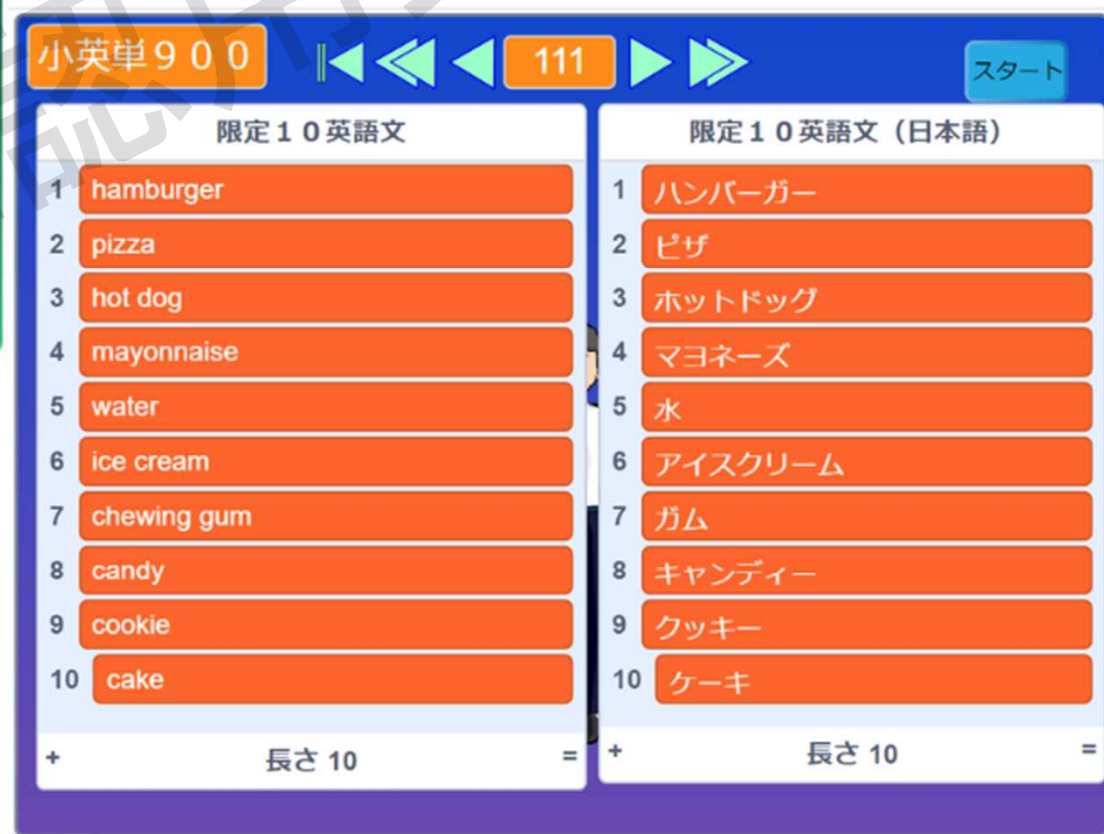 小英単９００
111
スタート
限定１０英語文
1 hamburger
2 pizza
3 hot dog
4 mayonnaise
5 water
6 ice cream
7 chewing gum
8 candy
9 cookie
10 cake
+ 長さ 10 =
限定１０英語文（日本語）
1 ハンバーガー
2 ピザ
3 ホットドッグ
4 マヨネーズ
5 水
6 アイスクリーム
7 ガム
8 キャンディー
9 クッキー
10 ケーキ
+ 長さ 10 =